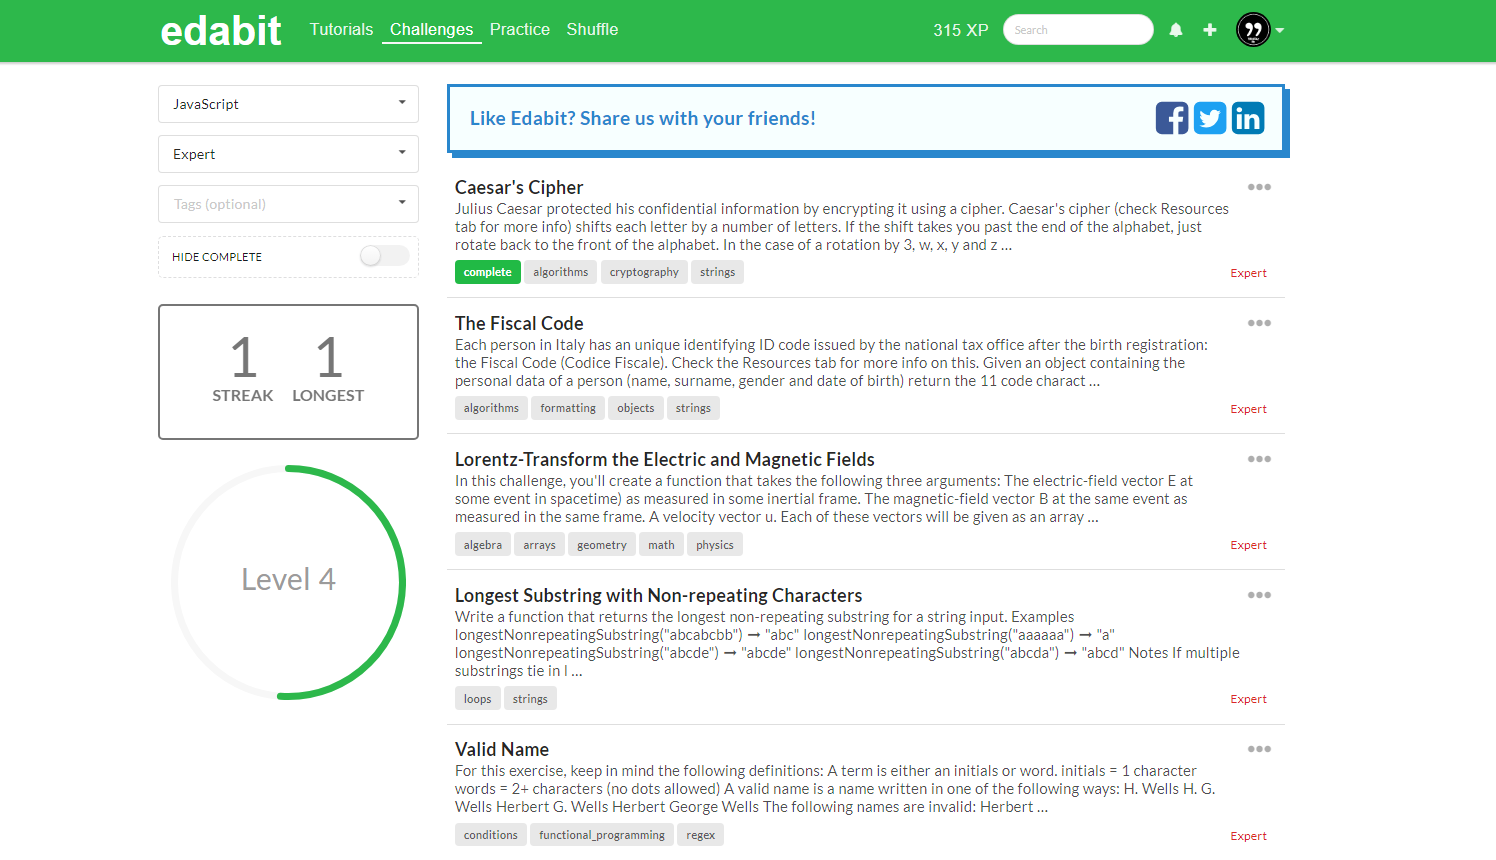 edabit
Tutorials Challenges Practice Shuffle
315 XP
Search
JavaScript
Expert
Tags (optional)
HIDE COMPLETE
1 1
STREAK LONGEST
Level 4
Like Edabit? Share us with your friends!
Caesar's Cipher
Julius Caesar protected his confidential information by encrypting it using a cipher. Caesar's cipher (check Resources
tab for more info) shifts each letter by a number of letters. If the shift takes you past the end of the alphabet, just
rotate back to the front of the alphabet. In the case of a rotation by 3, w, x, y and z ...
complete algorithms cryptography strings
Expert
The Fiscal Code
Each person in Italy has an unique identifying ID code issued by the national tax office after the birth registration:
the Fiscal Code (Codice Fiscale). Check the Resources tab for more info on this. Given an object containing the
personal data of a person (name, surname, gender and date of birth) return the 11 code charact ...
algorithms formatting objects strings
Expert
Lorentz-Transform the Electric and Magnetic Fields
In this challenge, you'll create a function that takes the following three arguments: The electric-field vector E at
some event in spacetime) as measured in some inertial frame. The magnetic-field vector B at the same event as
measured in the same frame. A velocity vector u. Each of these vectors will be given as an array ...
algebra arrays geometry math physics
Expert
Longest Substring with Non-repeating Characters
Write a function that returns the longest non-repeating substring for a string input. Examples
longestNonrepeatingSubstring("abcabcbb") ➞ "abc" longestNonrepeatingSubstring("aaaaaa") ➞ "a"
longestNonrepeatingSubstring("abcde") ➞ "abcde" longestNonrepeatingSubstring("abcda") ➞ "abcd" Notes If multiple
substrings tie in l ...
loops strings
Expert
Valid Name
For this exercise, keep in mind the following definitions: A term is either an initials or word. initials = 1 character
words = 2+ characters (no dots allowed) A valid name is a name written in one of the following ways: H. Wells H. G.
Wells Herbert G. Wells Herbert George Wells The following names are invalid: Herbert ...
conditions functional_programming regex
Expert